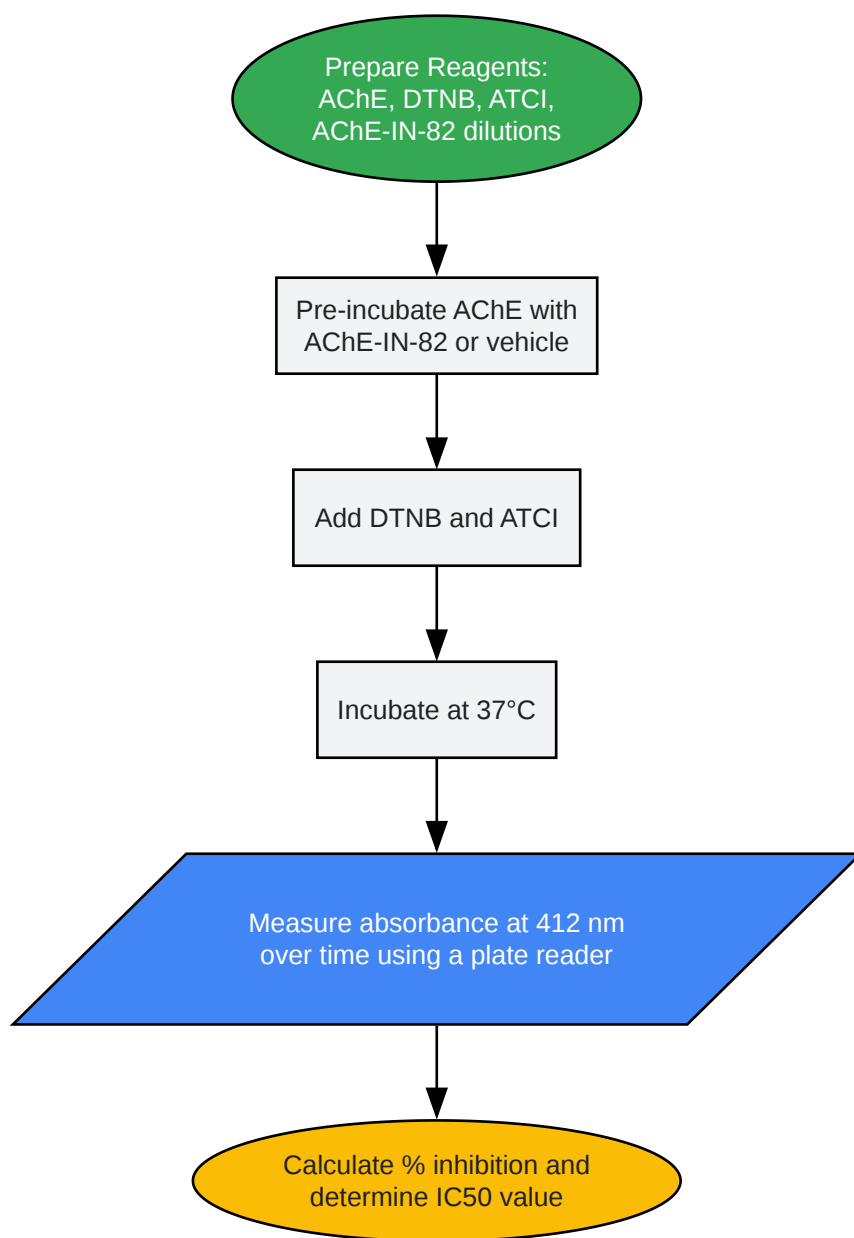 Prepare Reagents:
AChE, DTNB, ATCI,
AChE-IN-82 dilutions
Pre-incubate AChE with
AChE-IN-82 or vehicle
Add DTNB and ATCI
Incubate at 37°C
Measure absorbance at 412 nm
over time using a plate reader
Calculate % inhibition and
determine IC50 value